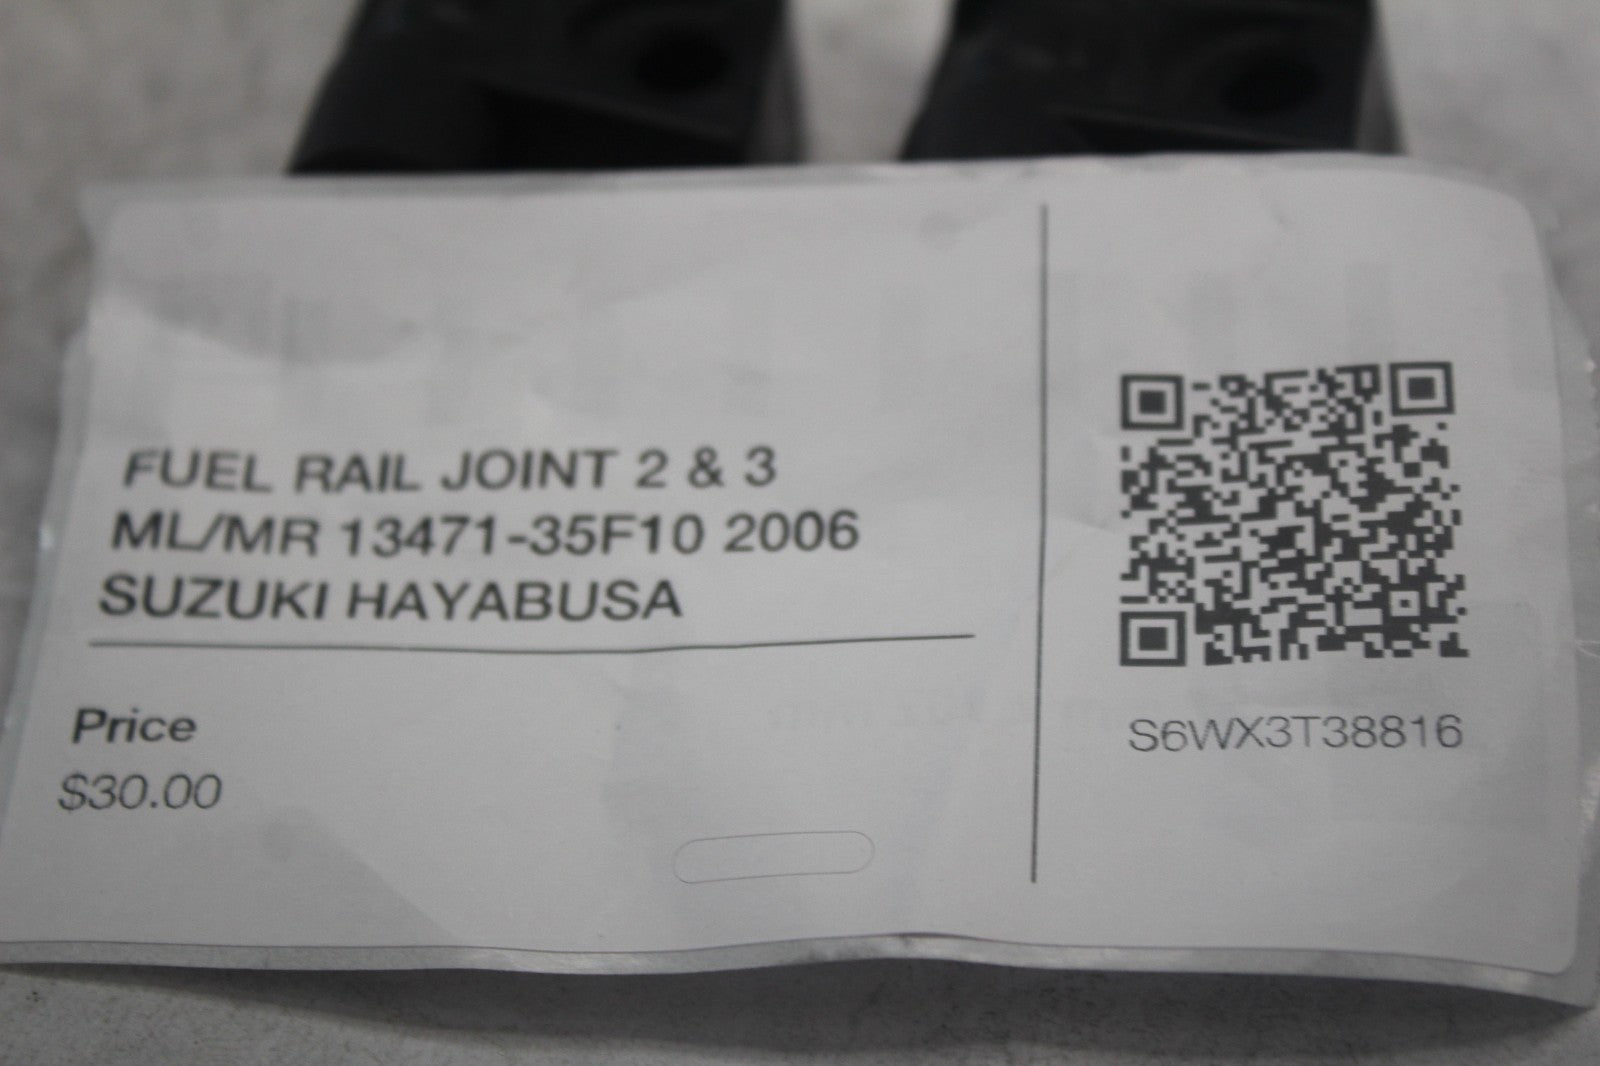 FUEL RAIL JOINT 2 & 3
ML/MR 13471-35F10 2006
SUZUKI HAYABUSA
Price
$30.00
S6WX3T38816